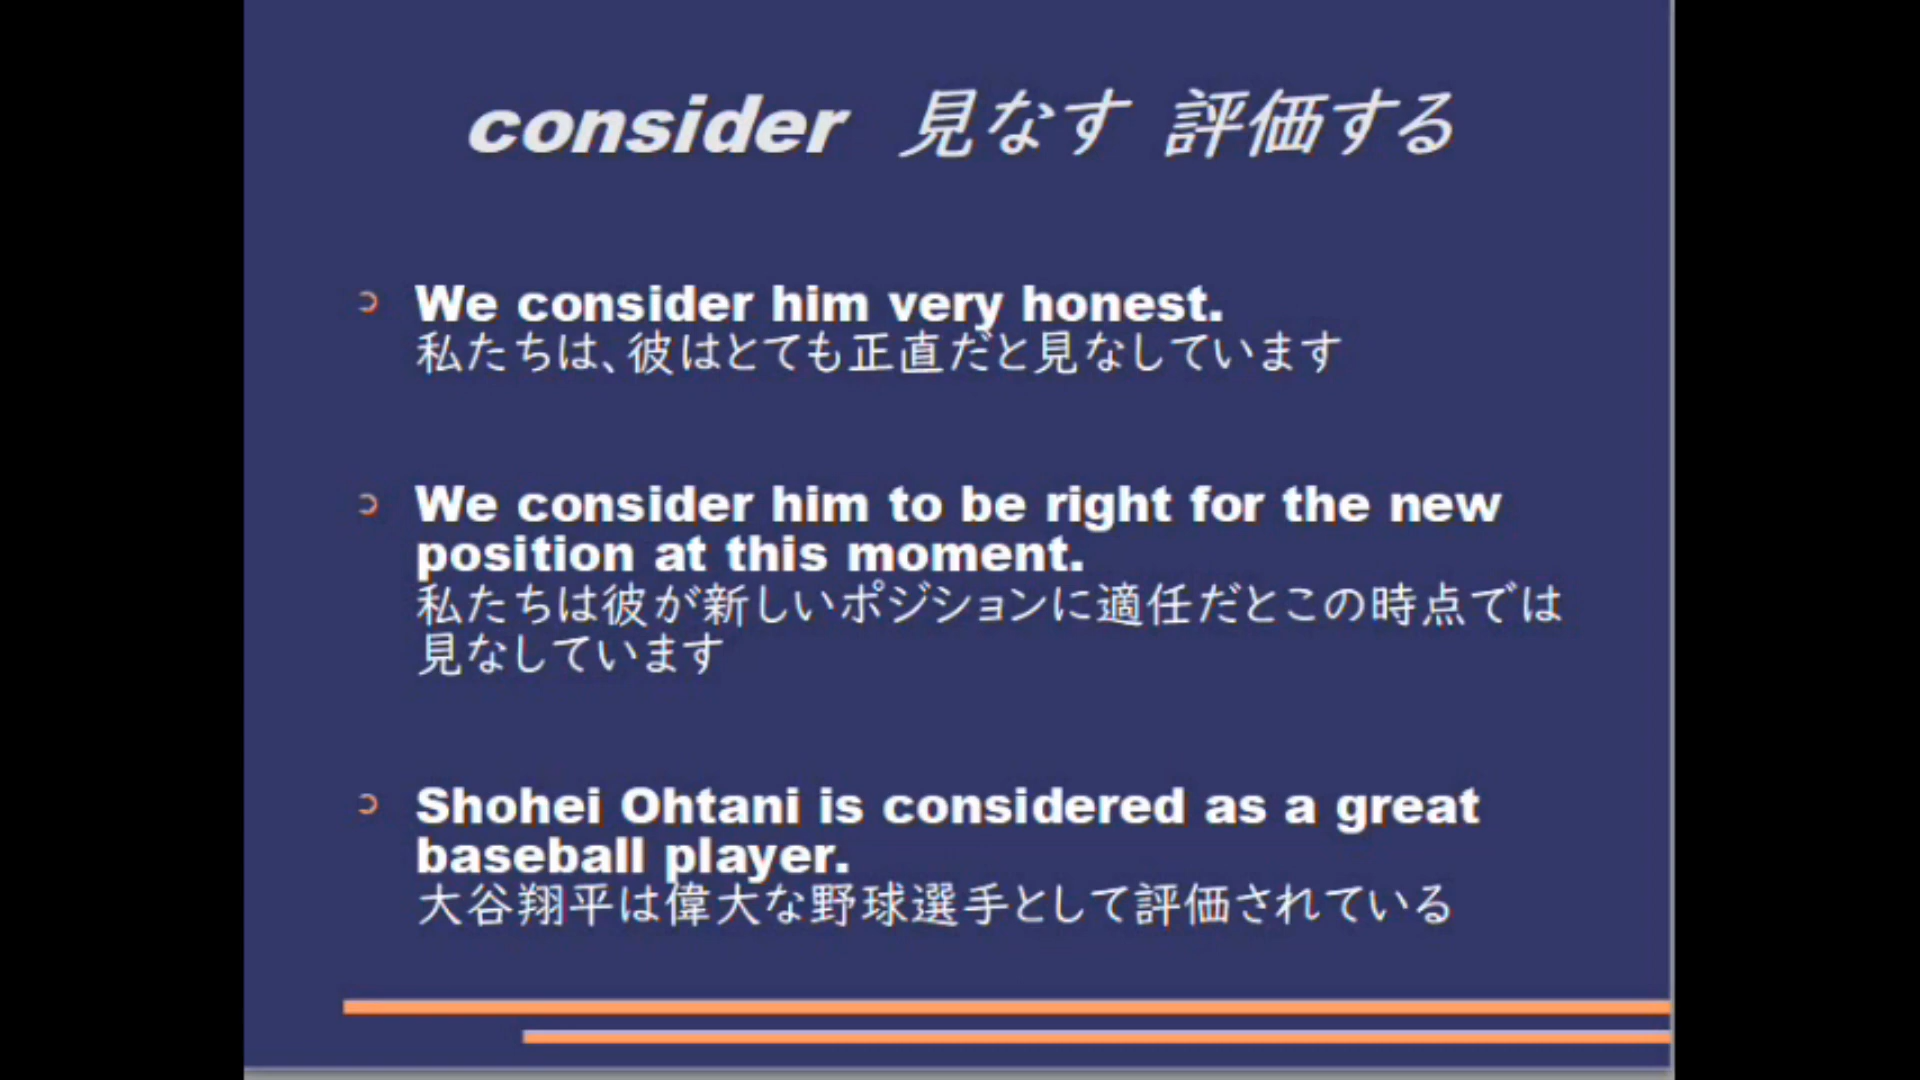 consider 見なす 評価する
We consider him very honest.
私たちは、彼はとても正直だと見なしています
We consider him to be right for the new
position at this moment.
私たちは彼が新しいポジションに適任だとこの時点では
見なしています
Shohei Ohtani is considered as a great
baseball player.
大谷翔平は偉大な野球選手として評価されている